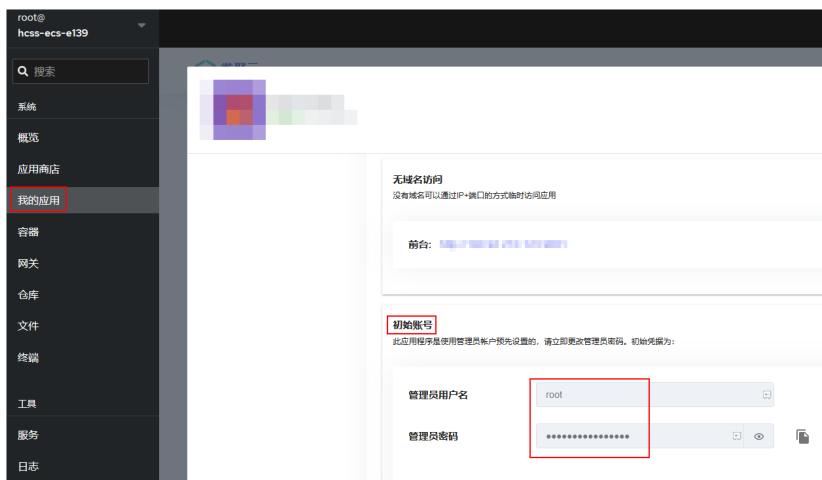 root@
hcss-ecs-e139
搜索
系统
概览
应用商店
我的应用
容器
网关
仓库
文件
终端
工具
服务
日志
无域名访问
没有域名可以通过IP+端口的方式临时访问应用
前台:
初始账号
此应用程序是使用管理员帐户预先设置的，请立即更改管理员密码。初始凭据为:
管理员用户名
root
管理员密码
••••••••••••••••